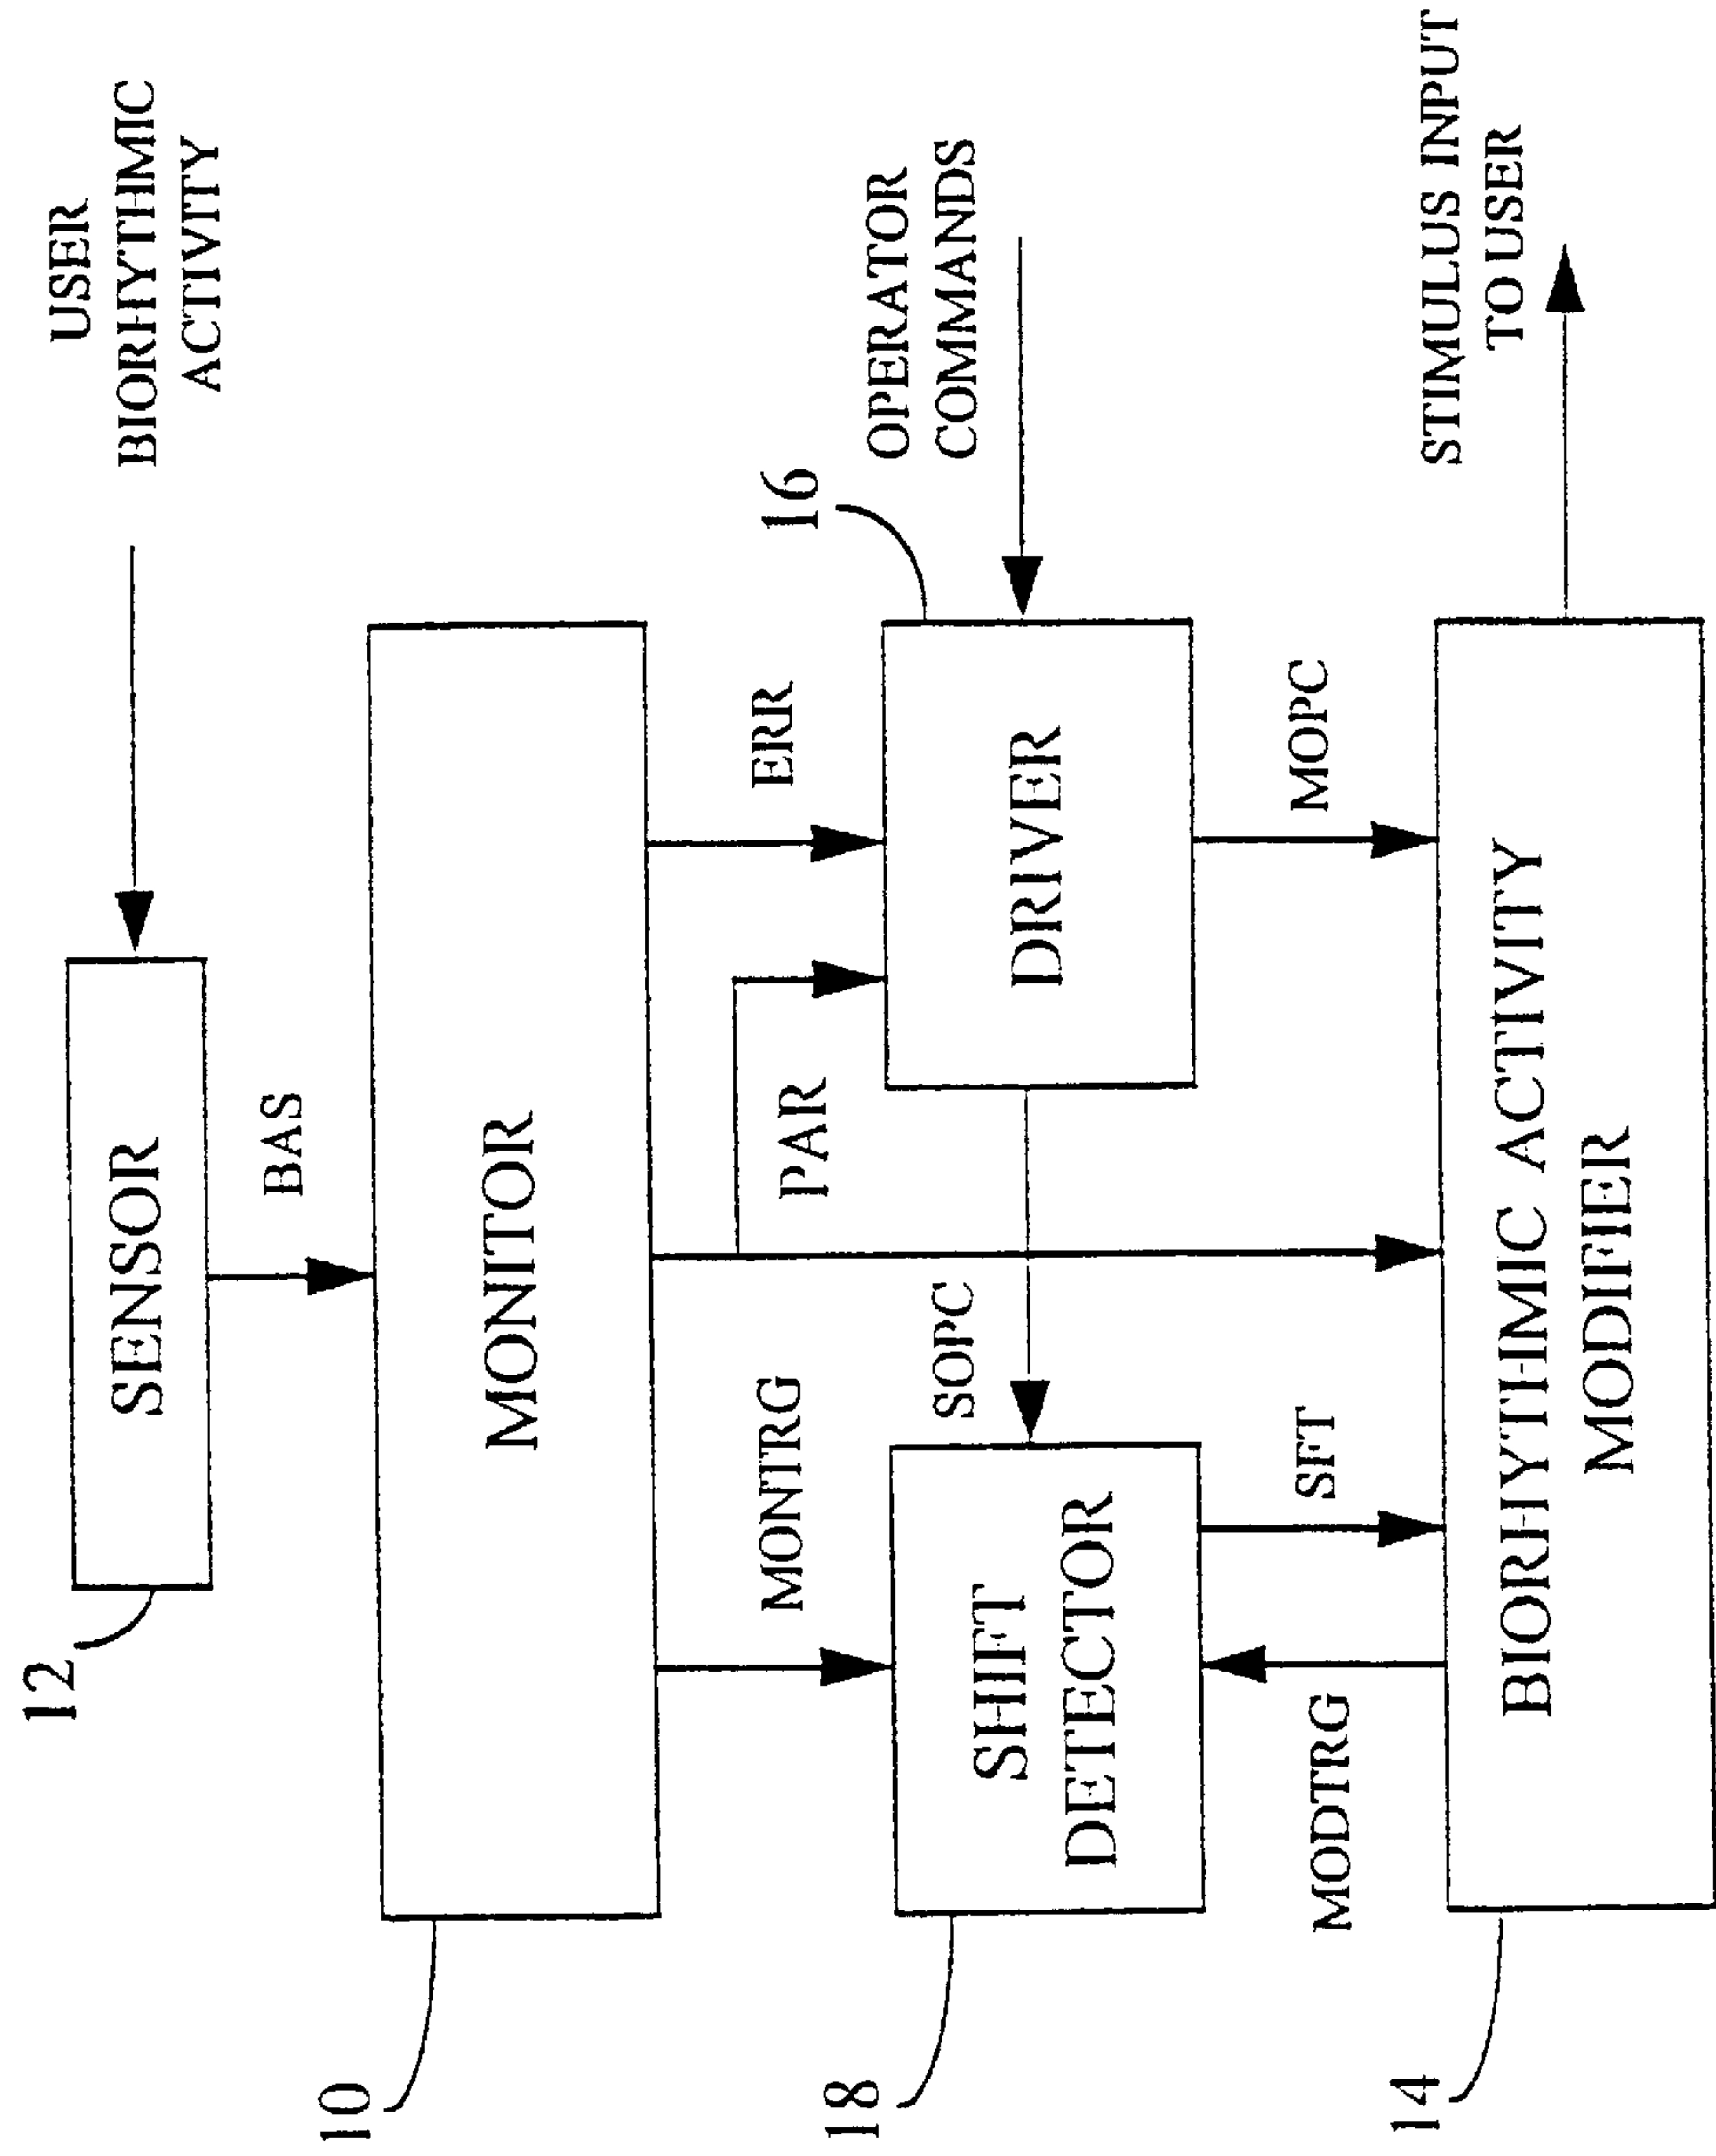 USER
BIORHYTHMIC
ACTIVITY
12
SENSOR
BAS
10
MONITOR
MONTRG
PAR
ERR
16
OPERATOR
COMMANDS
18
SHIFT
DETECTOR
SOPC
DRIVER
MODTRG
SFT
MOPC
14
BIORHYTHMIC ACTIVITY
MODIFIER
STIMULUS INPUT
TO USER